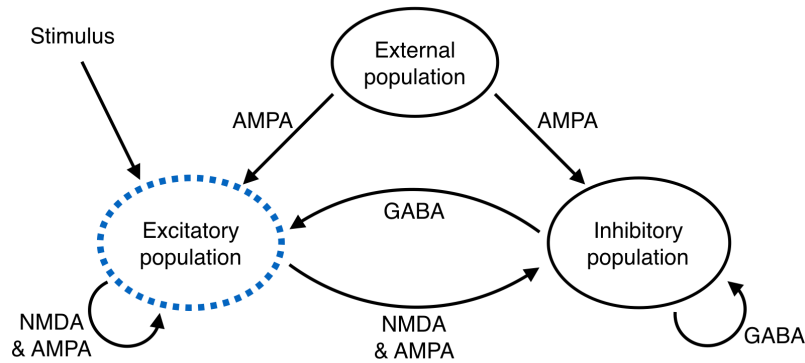 Stimulus
External
population
AMPA
AMPA
GABA
Excitatory
population
Inhibitory
population
NMDA
& AMPA
NMDA
& AMPA
GABA